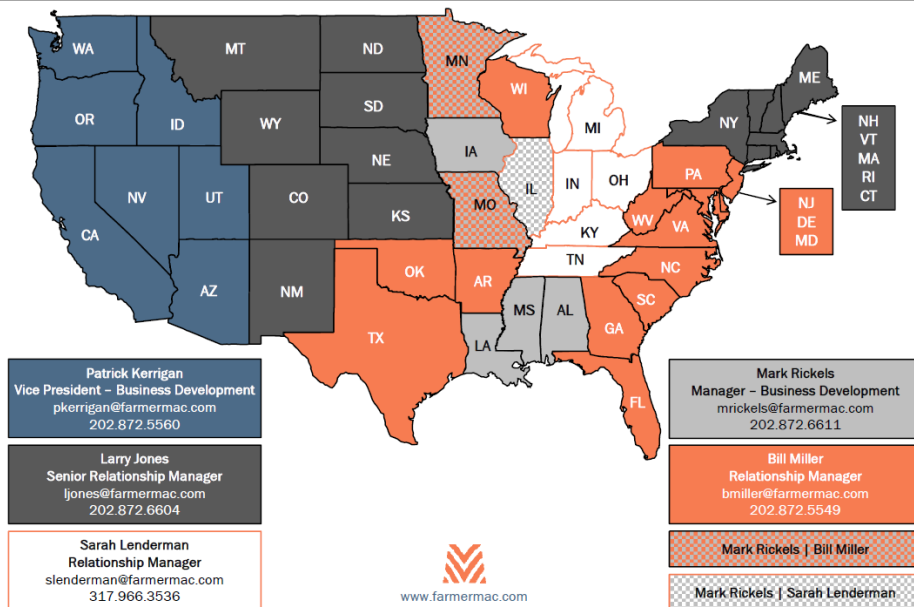 WA
MT
ND
MN
ME
OR
ID
SD
WI
WY
MI
NY
NH
VT
MA
RI
CT
IA
NE
NV
UT
CO
IL
IN
OH
PA
NJ
DE
MD
CA
KS
MO
WV
VA
KY
AZ
NM
OK
AR
TN
NC
SC
TX
MS
AL
GA
LA
FL
Patrick Kerrigan
Vice President – Business Development
pkerrigan@farmermac.com
202.872.5560
Larry Jones
Senior Relationship Manager
ljones@farmermac.com
202.872.6604
Sarah Lenderman
Relationship Manager
slenderman@farmermac.com
317.966.3536
www.farmermac.com
Mark Rickels
Manager – Business Development
mrickels@farmermac.com
202.872.6611
Bill Miller
Relationship Manager
bmiller@farmermac.com
202.872.5549
Mark Rickels | Bill Miller
Mark Rickels | Sarah Lenderman